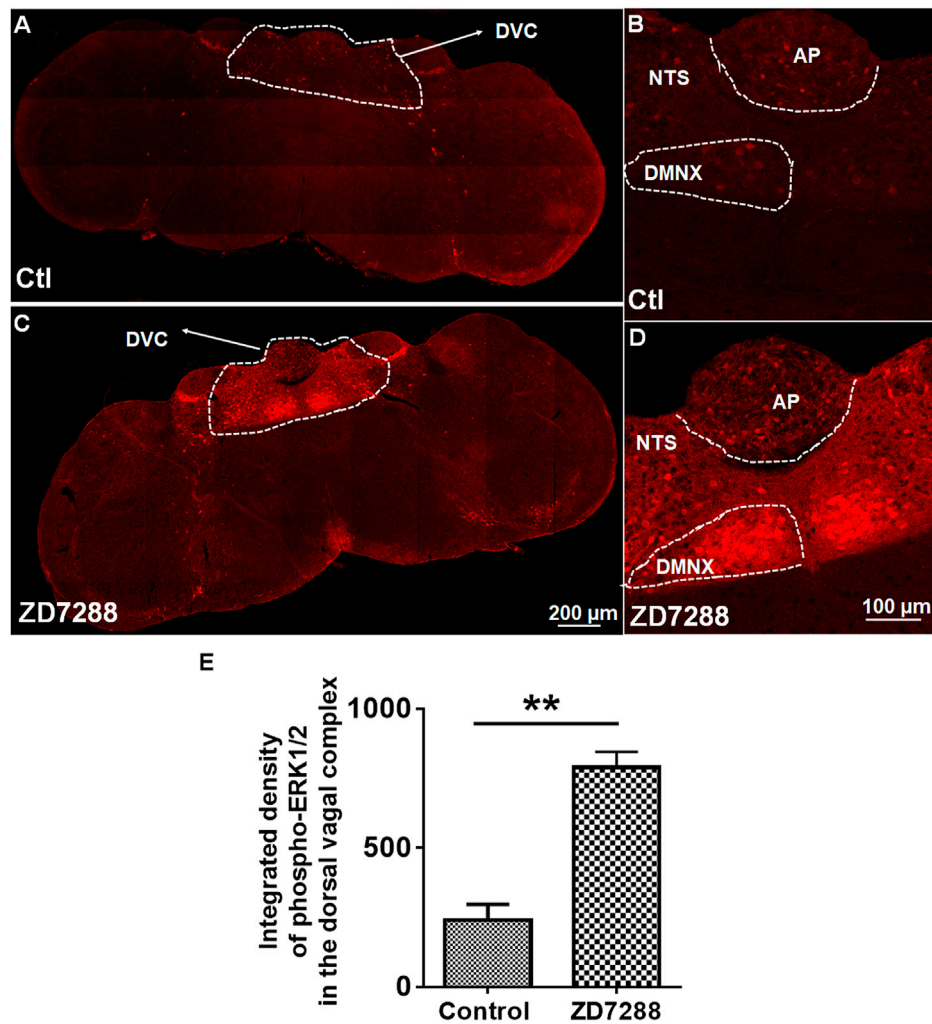 A
DVC
Ctl
B
AP
NTS
DMNX
Ctl
C
DVC
ZD7288
200 µm
D
AP
NTS
DMNX
ZD7288
100 µm
E
Integrated density
of phospho-ERK1/2
in the dorsal vagal complex
1000
500
0
**
Control
ZD7288